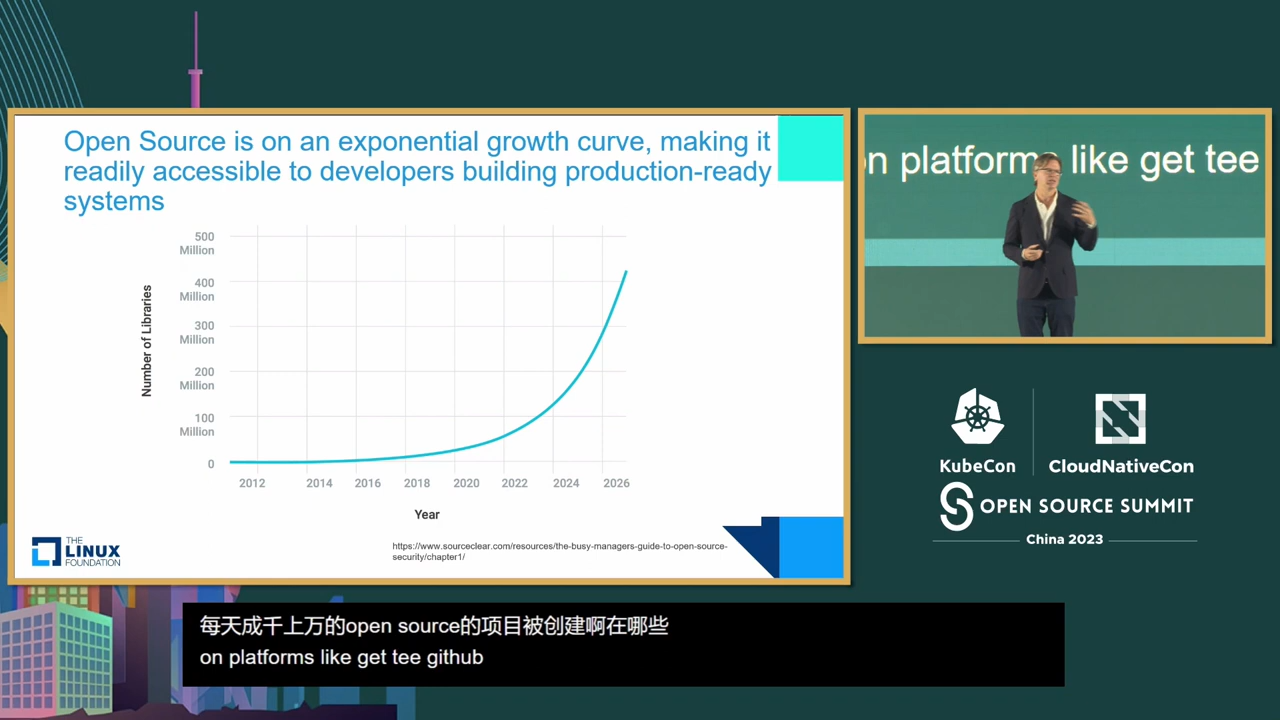 Open Source is on an exponential growth curve, making it
readily accessible to developers building production-ready
systems
500
Million
400
Million
300
Million
200
Million
100
Million
0
Number of Libraries
2012 2014 2016 2018 2020 2022 2024 2026
Year
https://www.sourceclear.com/resources/the-busy-managers-guide-to-open-source-
security/chapter1/
THE
LINUX
FOUNDATION
on platforms like get tee
KubeCon
CloudNativeCon
OPEN SOURCE SUMMIT
China 2023
每天成千上万的open source的项目被创建啊在哪些
on platforms like get tee github